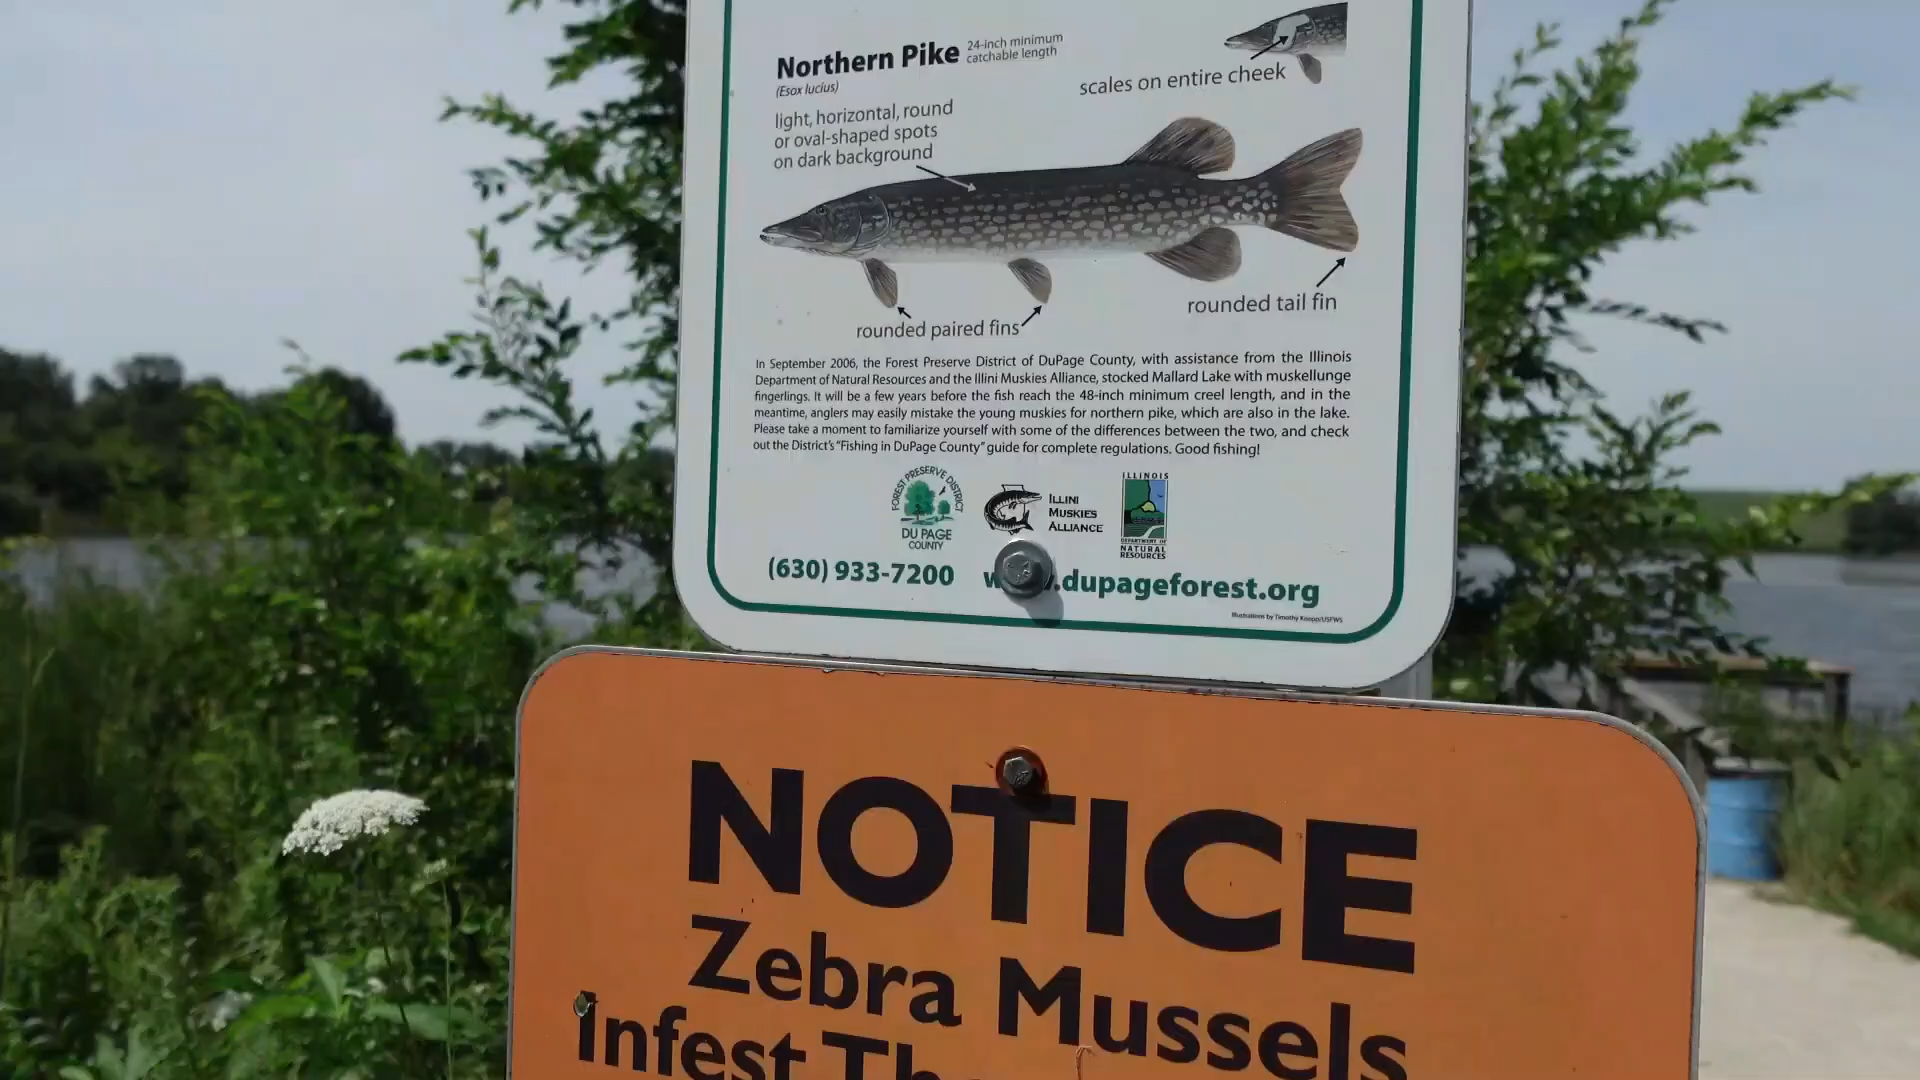 Northern Pike 24-inch minimum
catchable length
(Esox lucius)
scales on entire cheek
light, horizontal, round
or oval-shaped spots
on dark background
rounded tail fin
rounded paired fins
In September 2006, the Forest Preserve District of DuPage County, with assistance from the Illinois
Department of Natural Resources and the Illini Muskies Alliance, stocked Mallard Lake with muskellunge
fingerlings. It will be a few years before the fish reach the 48-inch minimum creel length, and in the
meantime, anglers may easily mistake the young muskies for northern pike, which are also in the lake.
Please take a moment to familiarize yourself with some of the differences between the two, and check
out the District's "Fishing in DuPage County" guide for complete regulations. Good fishing!
FOREST PRESERVE DISTRICT
DU PAGE
COUNTY
ILLINI
MUSKIES
ALLIANCE
ILLINOIS
DEPARTMENT OF
NATURAL
RESOURCES
(630) 933-7200 w .dupageforest.org
Illustrations by Timothy Knepp/USFWS
NOTICE
Zebra Mussels
Infest